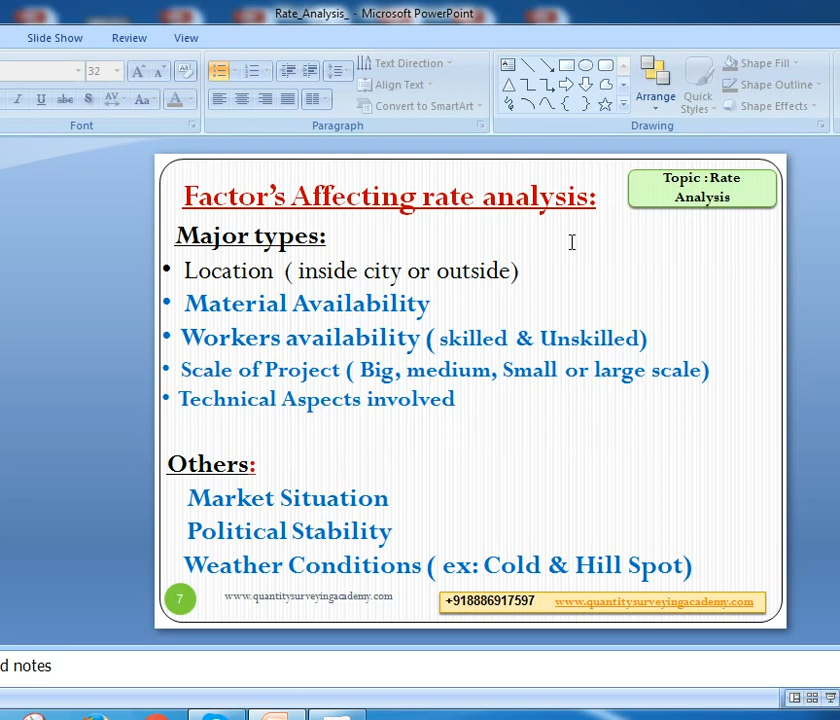 Rate_Analysis_ - Microsoft PowerPoint
Slide Show Review View
32 A A Text Direction Shape Fill
Align Text Arrange Quick Styles Shape Outline
I U abc S AV Aa A Convert to SmartArt Shape Effects
Font Paragraph Drawing
Factor's Affecting rate analysis:
Topic :Rate
Analysis
Major types:
• Location ( inside city or outside)
• Material Availability
• Workers availability ( skilled & Unskilled)
• Scale of Project ( Big, medium, Small or large scale)
• Technical Aspects involved
Others:
Market Situation
Political Stability
Weather Conditions ( ex: Cold & Hill Spot)
7 www.quantitysurveyingacademy.com +918886917597 www.quantitysurveyingacademy.com
d notes